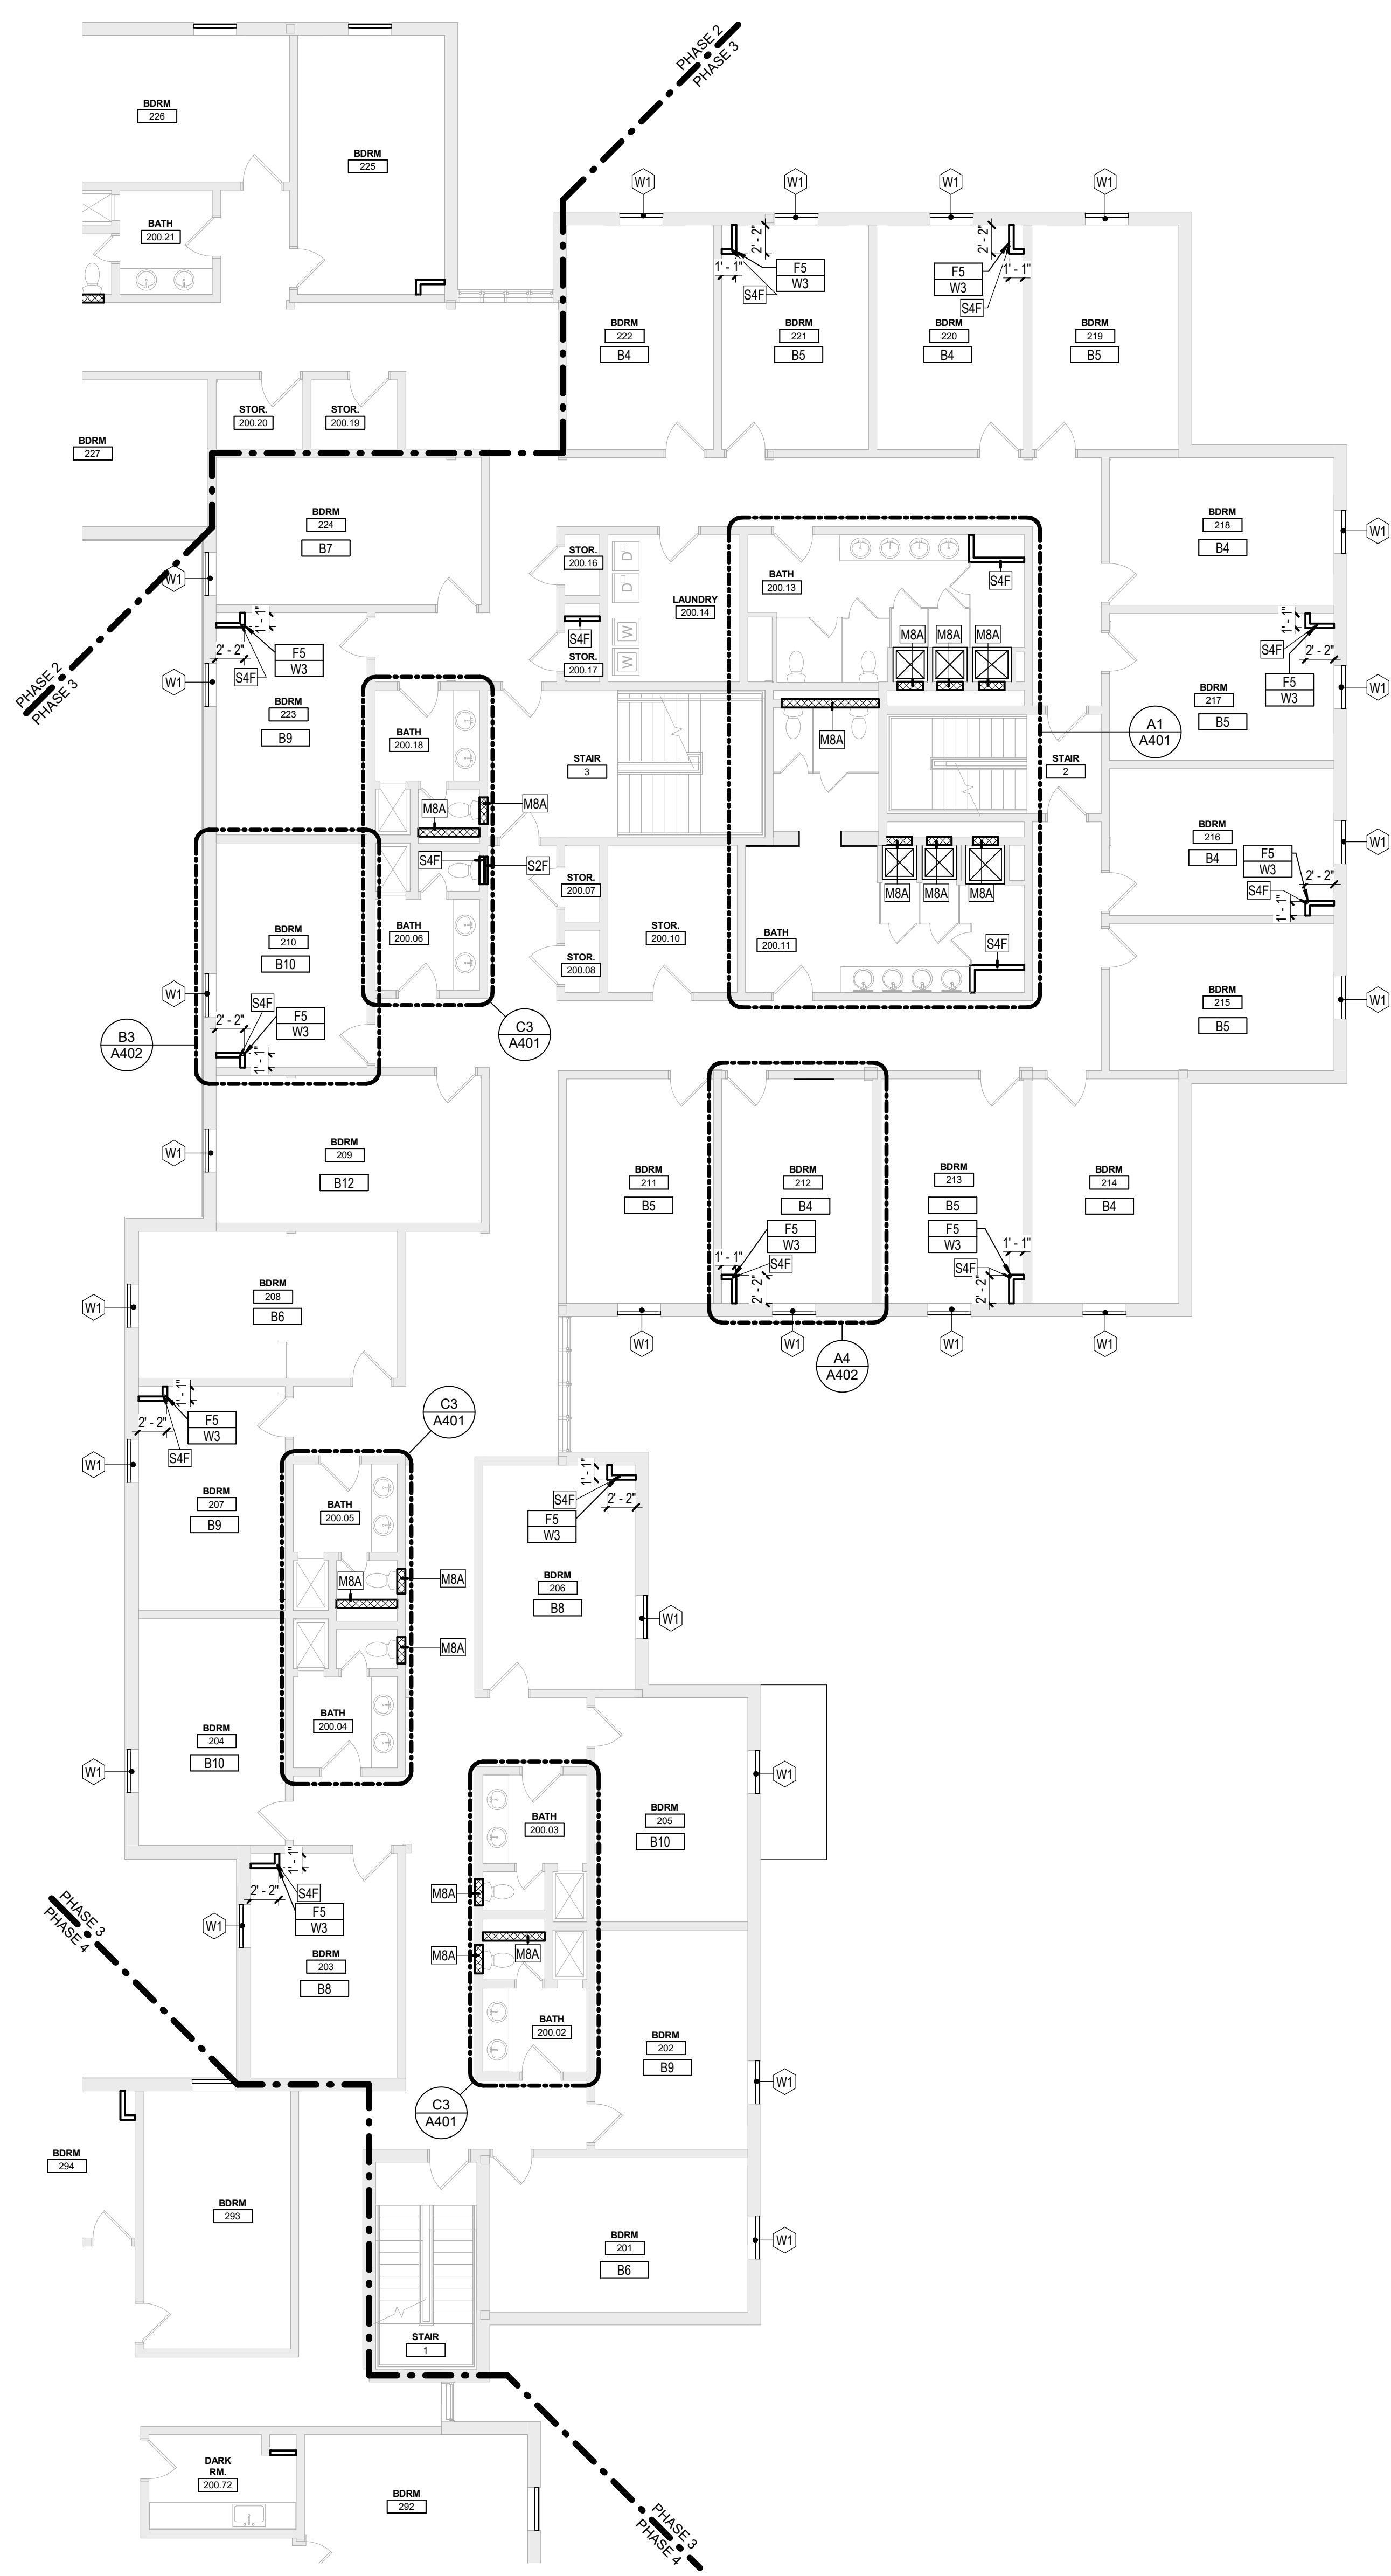 PHASE 2
PHASE 3
BDRM
226
BDRM
225
BATH
200.21
W1
W1
W1
W1
2' - 2"
1' - 1"
F5
W3
S4F
2' - 2"
1' - 1"
F5
W3
S4F
BDRM
222
B4
BDRM
221
B5
BDRM
220
B4
BDRM
219
B5
STOR.
200.20
STOR.
200.19
BDRM
227
BDRM
224
B7
W1
BDRM
218
B4
W1
STOR.
200.16
D
D
W
W
LAUNDRY
200.14
S4F
STOR.
200.17
BATH
200.13
S4F
M8A
M8A
M8A
M8A
PHASE 2
PHASE 3
1' - 1"
2' - 2"
F5
W3
S4F
W1
BDRM
223
B9
1' - 1"
2' - 2"
S4F
F5
W3
BDRM
217
B5
W1
A1
A401
BATH
200.18
M8A
M8A
STAIR
3
STAIR
2
BDRM
216
B4
F5
W3
2' - 2"
S4F
1' - 1"
W1
S4F
S2F
BATH
200.06
STOR.
200.07
STOR.
200.08
STOR.
200.10
M8A
M8A
M8A
BATH
200.11
S4F
BDRM
210
B10
W1
S4F
2' - 2"
F5
W3
1' - 1"
B3
A402
C3
A401
BDRM
215
B5
W1
BDRM
209
B12
W1
BDRM
211
B5
BDRM
212
B4
F5
W3
1' - 1"
S4F
2' - 2"
BDRM
213
B5
F5
W3
1' - 1"
S4F
2' - 2"
BDRM
214
B4
W1
W1
W1
W1
A4
A402
BDRM
208
B6
W1
1' - 1"
2' - 2"
F5
W3
S4F
W1
BDRM
207
B9
C3
A401
BATH
200.05
M8A
M8A
M8A
BATH
200.04
1' - 1"
S4F
2' - 2"
F5
W3
BDRM
206
B8
W1
BDRM
204
B10
W1
BDRM
205
B10
W1
BATH
200.03
M8A
M8A
M8A
BATH
200.02
C3
A401
1' - 1"
2' - 2"
S4F
F5
W3
W1
BDRM
203
B8
PHASE 3
PHASE 4
BDRM
202
B9
W1
BDRM
294
BDRM
293
BDRM
201
B6
W1
STAIR
1
DARK
RM.
200.72
BDRM
292
PHASE 3
PHASE 4